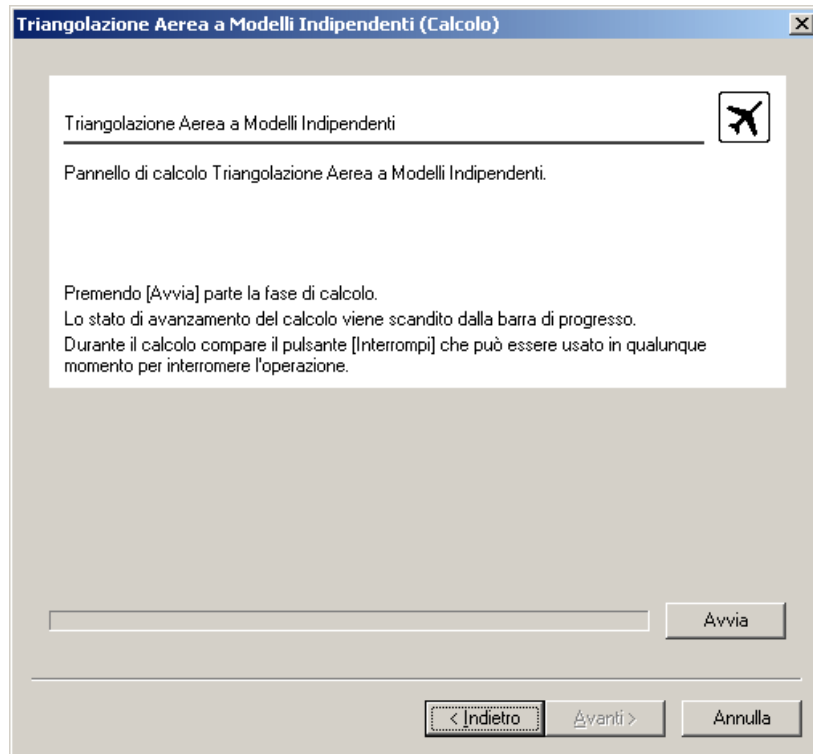 Triangolazione Aerea a Modelli Indipendenti (Calcolo)
Triangolazione Aerea a Modelli Indipendenti
Pannello di calcolo Triangolazione Aerea a Modelli Indipendenti.
Premendo [Avvia] parte la fase di calcolo.
Lo stato di avanzamento del calcolo viene scandito dalla barra di progresso.
Durante il calcolo compare il pulsante [Interrompi] che può essere usato in qualunque
momento per interromere l'operazione.
Avvia
< Indietro
Avanti >
Annulla